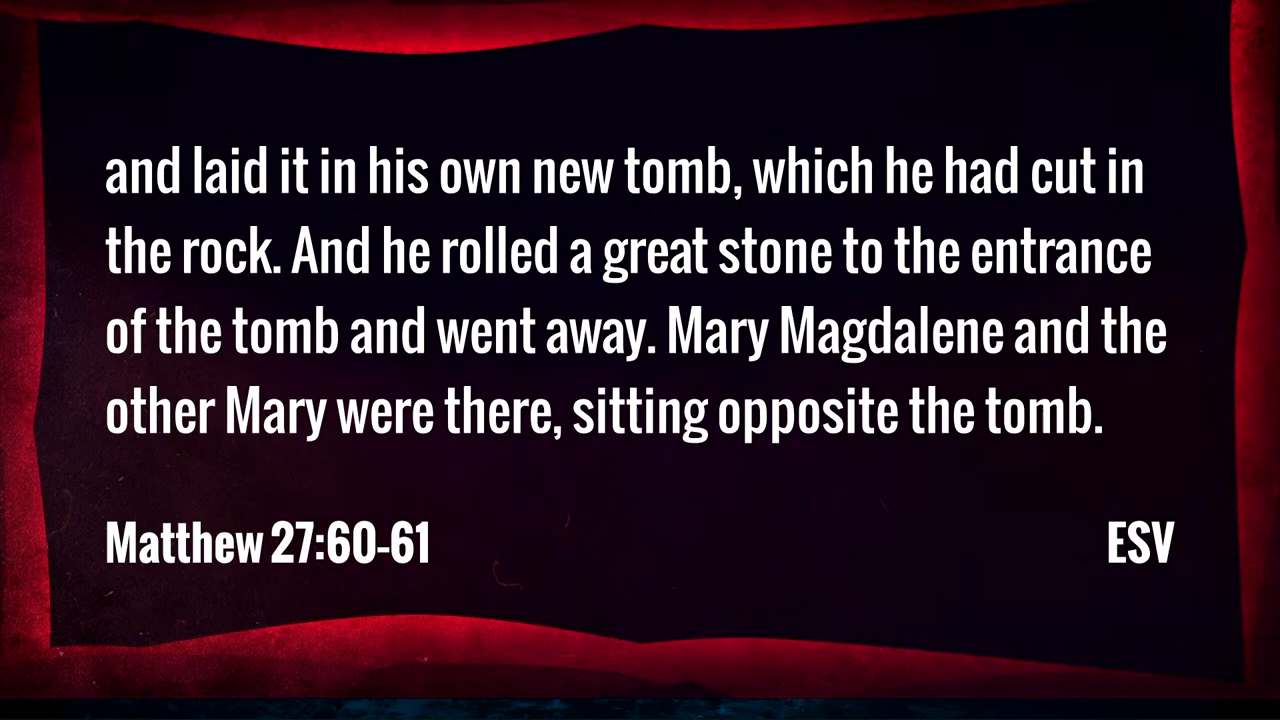 and laid it in his own new tomb, which he had cut in
the rock. And he rolled a great stone to the entrance
of the tomb and went away. Mary Magdalene and the
other Mary were there, sitting opposite the tomb.
Matthew 27:60-61 ESV